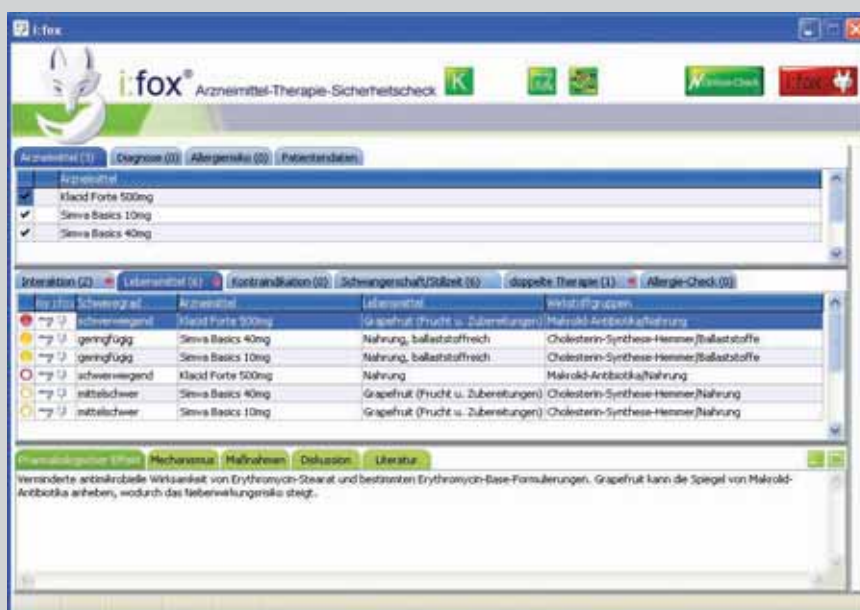 i:fox
i:fox® Arzneimittel-Therapie-Sicherheitscheck K
i:fox
Arzneimittel (3) Diagnose (0) Allergierisiko (0) Patientendaten
Arzneimittel
Klacid Forte 500mg
Simva Basics 10mg
Simva Basics 40mg
Interaktion (2) Lebensmittel (6) Kontraindikation (0) Schwangerschaft/Stillzeit (6) doppelte Therapie (1) Allergie-Check (0)
Schweregrad Arzneimittel Lebensmittel Wirkstoffgruppen
schwerwiegend Klacid Forte 500mg Grapefruit (Frucht u. Zubereitungen) Makrolid-Antibiotika/Nahrung
geringfügig Simva Basics 40mg Nahrung, ballaststoffreich Cholesterin-Synthese-Hemmer/Ballaststoffe
geringfügig Simva Basics 10mg Nahrung, ballaststoffreich Cholesterin-Synthese-Hemmer/Ballaststoffe
schwerwiegend Klacid Forte 500mg Nahrung Makrolid-Antibiotika/Nahrung
mittelschwer Simva Basics 40mg Grapefruit (Frucht u. Zubereitungen) Cholesterin-Synthese-Hemmer/Nahrung
mittelschwer Simva Basics 10mg Grapefruit (Frucht u. Zubereitungen) Cholesterin-Synthese-Hemmer/Nahrung
Pharmakologischer Effekt Mechanismus Maßnahmen Diskussion Literatur
Verminderte antimikrobielle Wirksamkeit von Erythromycin-Stearat und bestimmten Erythromycin-Base-Formulierungen. Grapefruit kann die Spiegel von Makrolid-
Antibiotika anheben, wodurch das Nebenwirkungsrisiko steigt.